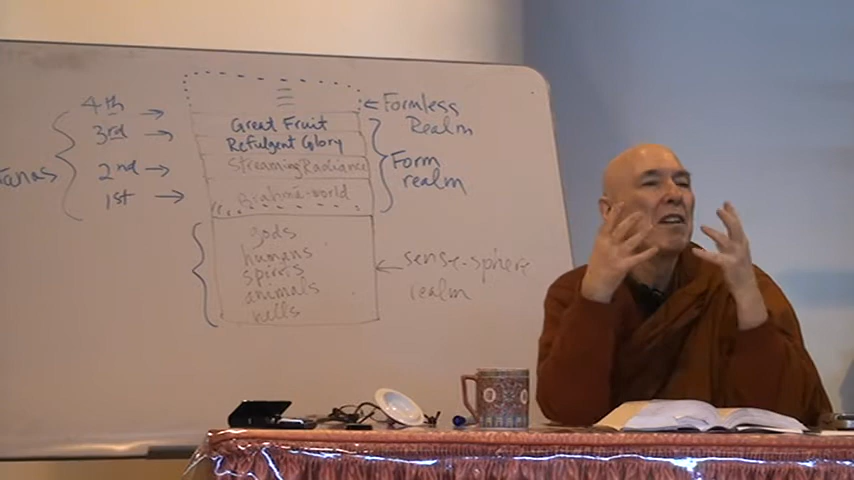 4th → ← Formless
Great Fruit Realm
3rd →
Refulgent Glory
Streaming Radiance Form
2nd → realm
Brahma-world
1st →
gods
humans sense-sphere
spirits
animals realm
hells